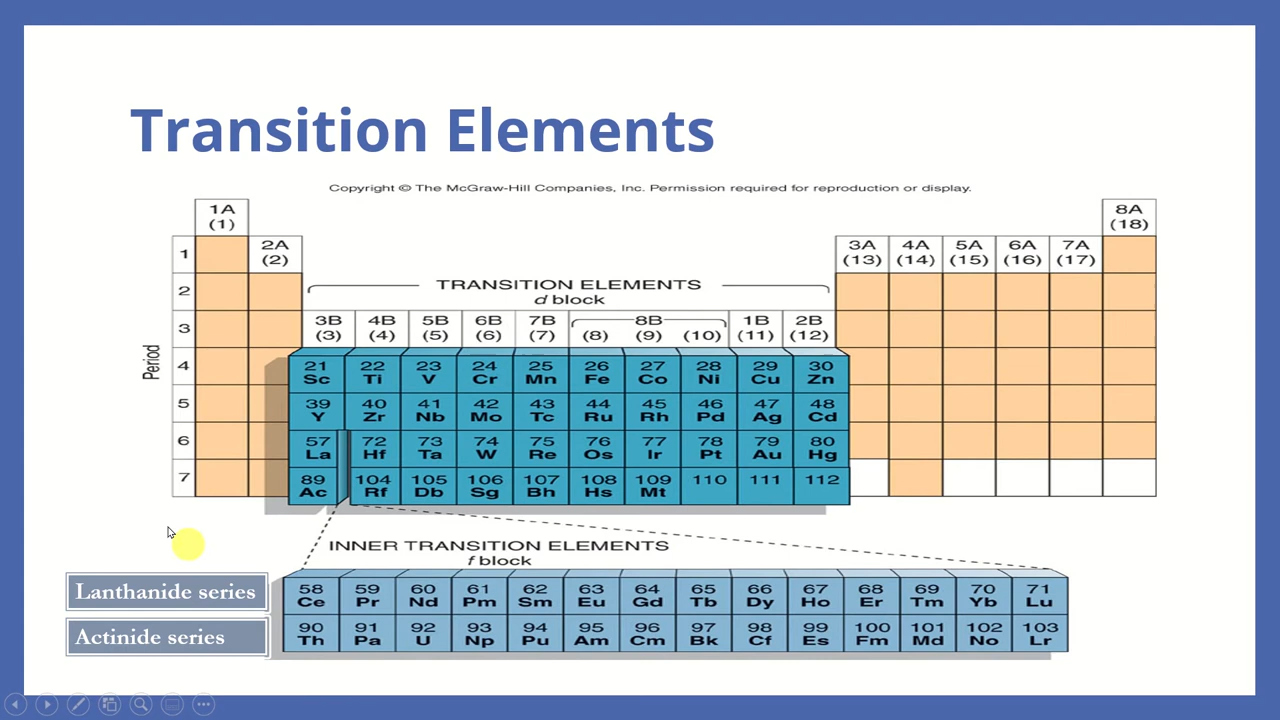 Transition Elements
Copyright © The McGraw-Hill Companies, Inc. Permission required for reproduction or display.
1A 8A
(1) (18)
2A 3A 4A 5A 6A 7A
(2) (13) (14) (15) (16) (17)
TRANSITION ELEMENTS
d block
3B 4B 5B 6B 7B 8B 1B 2B
(3) (4) (5) (6) (7) (8) (9) (10) (11) (12)
Period
1
2
3
4 21 22 23 24 25 26 27 28 29 30
Sc Ti V Cr Mn Fe Co Ni Cu Zn
5 39 40 41 42 43 44 45 46 47 48
Y Zr Nb Mo Tc Ru Rh Pd Ag Cd
6 57 72 73 74 75 76 77 78 79 80
La Hf Ta W Re Os Ir Pt Au Hg
7 89 104 105 106 107 108 109 110 111 112
Ac Rf Db Sg Bh Hs Mt
INNER TRANSITION ELEMENTS
f block
Lanthanide series
58 59 60 61 62 63 64 65 66 67 68 69 70 71
Ce Pr Nd Pm Sm Eu Gd Tb Dy Ho Er Tm Yb Lu
Actinide series
90 91 92 93 94 95 96 97 98 99 100 101 102 103
Th Pa U Np Pu Am Cm Bk Cf Es Fm Md No Lr